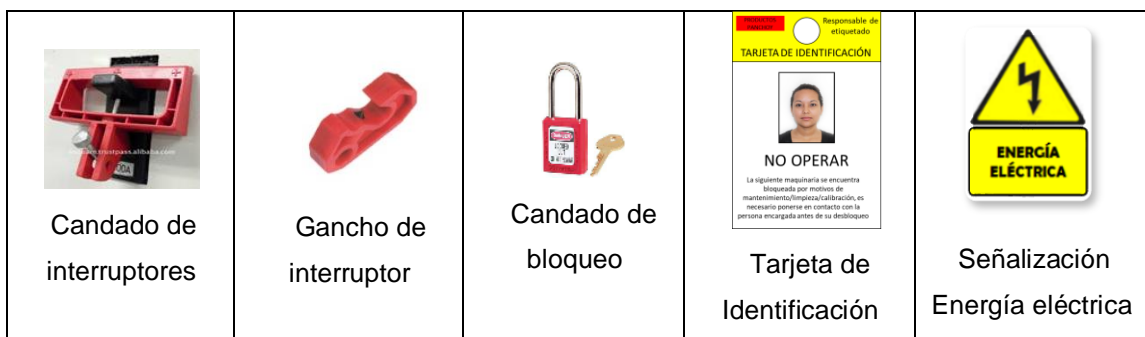 Candado de
interruptores
Gancho de
interruptor
Candado de
bloqueo
Responsable de
etiquetado
TARJETA DE IDENTIFICACIÓN
NO OPERAR
La siguiente maquinaria se encuentra
bloqueada por motivos de
mantenimiento/limpieza/calibración, es
necesario ponerse en contacto con la
persona encargada antes de su desbloqueo
Tarjeta de
Identificación
ENERGÍA
ELÉCTRICA
Señalización
Energía eléctrica